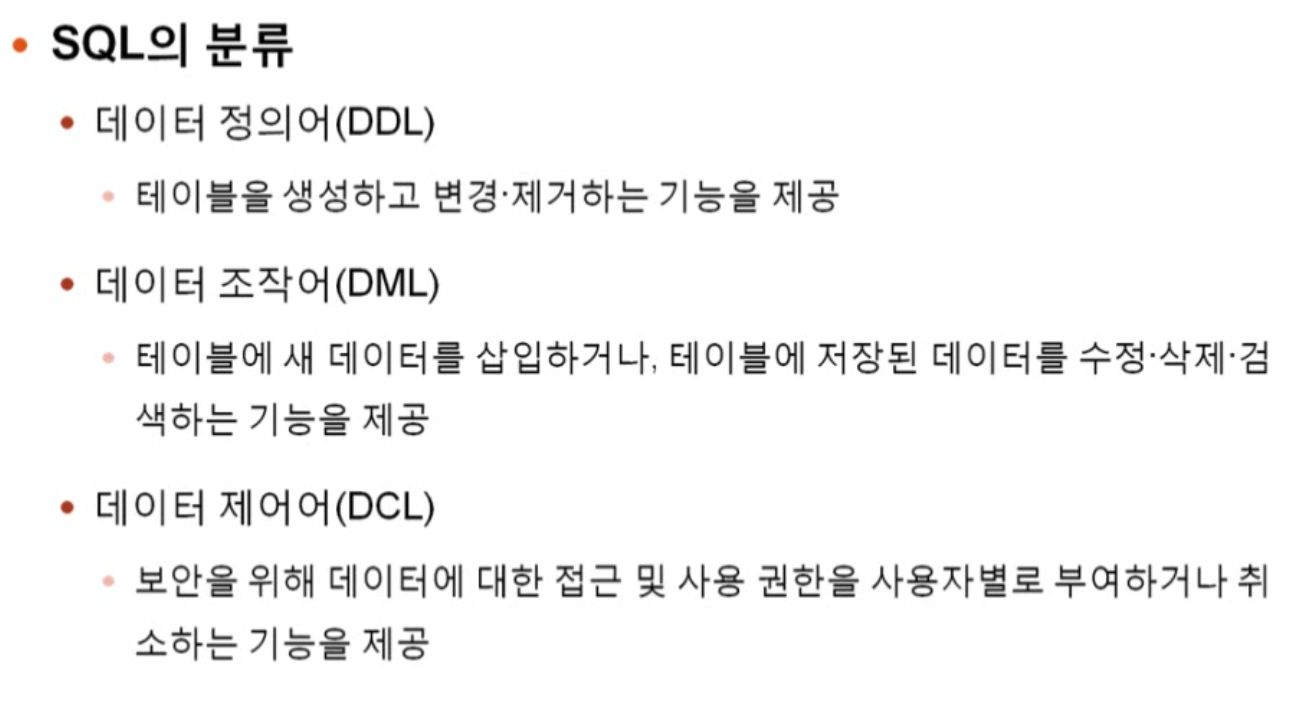 SQL의 분류
데이터 정의어(DDL)
테이블을 생성하고 변경·제거하는 기능을 제공
데이터 조작어(DML)
테이블에 새 데이터를 삽입하거나, 테이블에 저장된 데이터를 수정·삭제·검
색하는 기능을 제공
데이터 제어어(DCL)
보안을 위해 데이터에 대한 접근 및 사용 권한을 사용자별로 부여하거나 취
소하는 기능을 제공